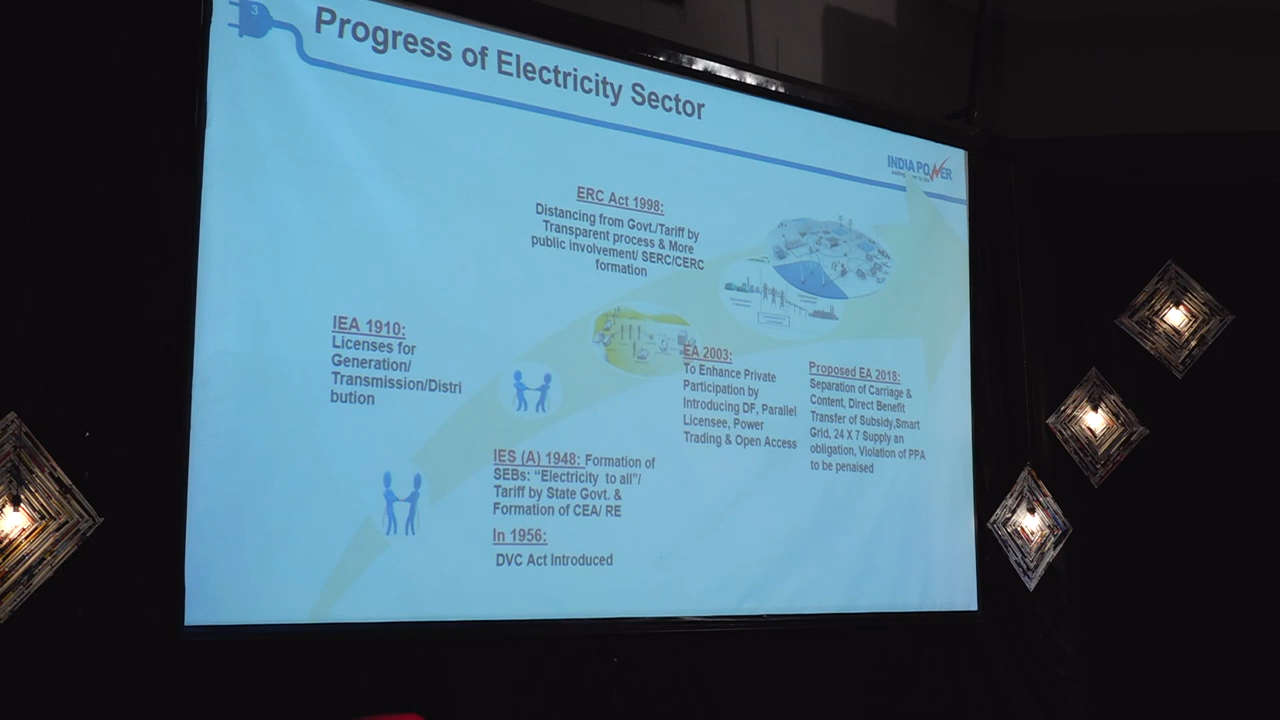 3
Progress of Electricity Sector
INDIA POWER
ERC Act 1998:
Distancing from Govt./Tariff by
Transparent process & More
public involvement/ SERC/CERC
formation
IEA 1910:
Licenses for
Generation/
Transmission/Distri
bution
IES (A) 1948: Formation of
SEBs: “Electricity to all”/
Tariff by State Govt. &
Formation of CEA/ RE
In 1956:
DVC Act Introduced
EA 2003:
To Enhance Private
Participation by
Introducing DF, Parallel
Licensee, Power
Trading & Open Access
Proposed EA 2018:
Separation of Carriage &
Content, Direct Benefit
Transfer of Subsidy,Smart
Grid, 24 X 7 Supply an
obligation, Violation of PPA
to be penaised